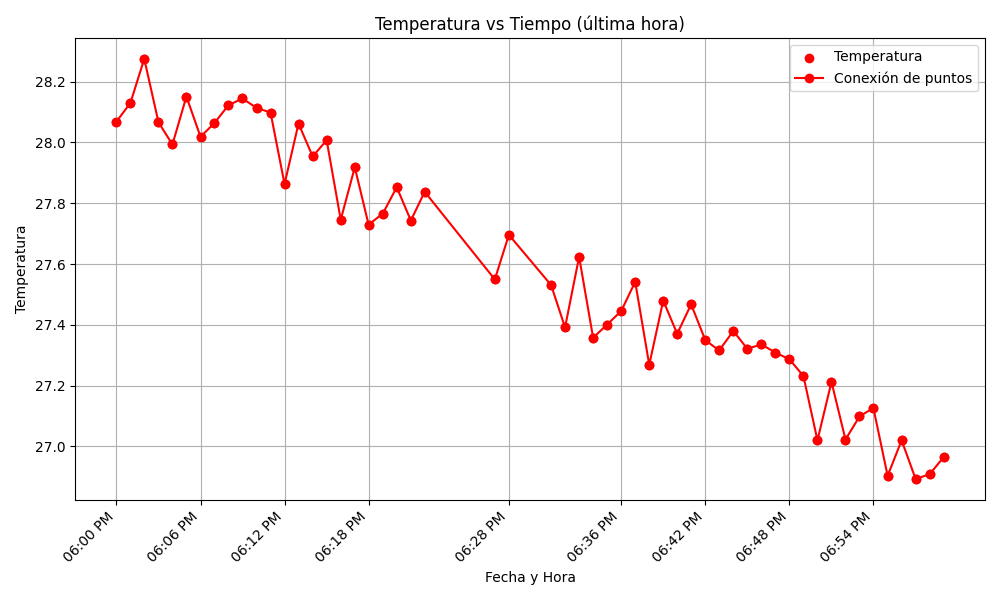 Temperatura vs Tiempo (última hora)
Temperatura
Conexión de puntos
Temperatura
28.2
28.0
27.8
27.6
27.4
27.2
27.0
06:00 PM
06:06 PM
06:12 PM
06:18 PM
06:28 PM
06:36 PM
06:42 PM
06:48 PM
06:54 PM
Fecha y Hora